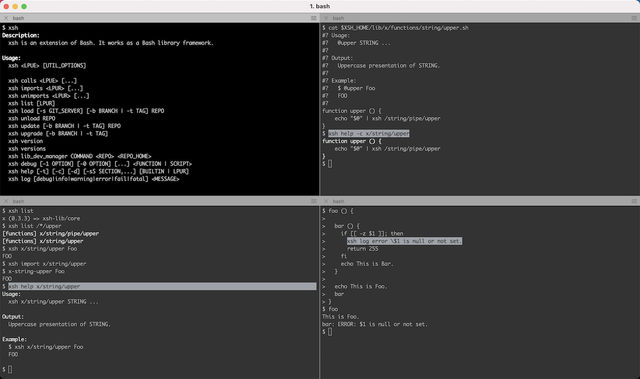 1. bash
bash
$ xsh
Description:
xsh is an extension of Bash. It works as a Bash library framework.
Usage:
xsh <LPUE> [UTIL_OPTIONS]
xsh calls <LPUE> [...]
xsh imports <LPUR> [...]
xsh unimports <LPUR> [...]
xsh list [LPUR]
xsh load [-s GIT_SERVER] [-b BRANCH | -t TAG] REPO
xsh unload REPO
xsh update [-b BRANCH | -t TAG] REPO
xsh upgrade [-b BRANCH | -t TAG]
xsh version
xsh versions
xsh lib_dev_manager COMMAND <REPO> <REPO_HOME>
xsh debug [-1 OPTION] [-0 OPTION] [...] <FUNCTION | SCRIPT>
xsh help [-t] [-c] [-d] [-sS SECTION,...] [BUILTIN | LPUR]
xsh log [debug|info|warning|error|fail|fatal] <MESSAGE>
bash
$ cat $XSH_HOME/lib/x/functions/string/upper.sh
#? Usage:
#?   @upper STRING ...
#?
#? Output:
#?   Uppercase presentation of STRING.
#?
#? Example:
#?   $ @upper Foo
#?   FOO
#?
function upper () {
echo "$@" | xsh /string/pipe/upper
}
$ xsh help -c x/string/upper
function upper () {
echo "$@" | xsh /string/pipe/upper
}
$
bash
$ xsh list
x (0.3.3) => xsh-lib/core
$ xsh list /*/upper
[functions] x/string/pipe/upper
[functions] x/string/upper
$ xsh x/string/upper Foo
FOO
$ xsh import x/string/upper
$ x-string-upper Foo
FOO
$ xsh help x/string/upper
Usage:
xsh x/string/upper STRING ...
Output:
Uppercase presentation of STRING.
Example:
$ xsh x/string/upper Foo
FOO
$
bash
$ foo () {
>
>   bar () {
>     if [[ -z $1 ]]; then
>       xsh log error \$1 is null or not set.
>       return 255
>     fi
>     echo This is Bar.
>   }
>
>   echo This is Foo.
>   bar
> }
$ foo
This is Foo.
bar: ERROR: $1 is null or not set.
$